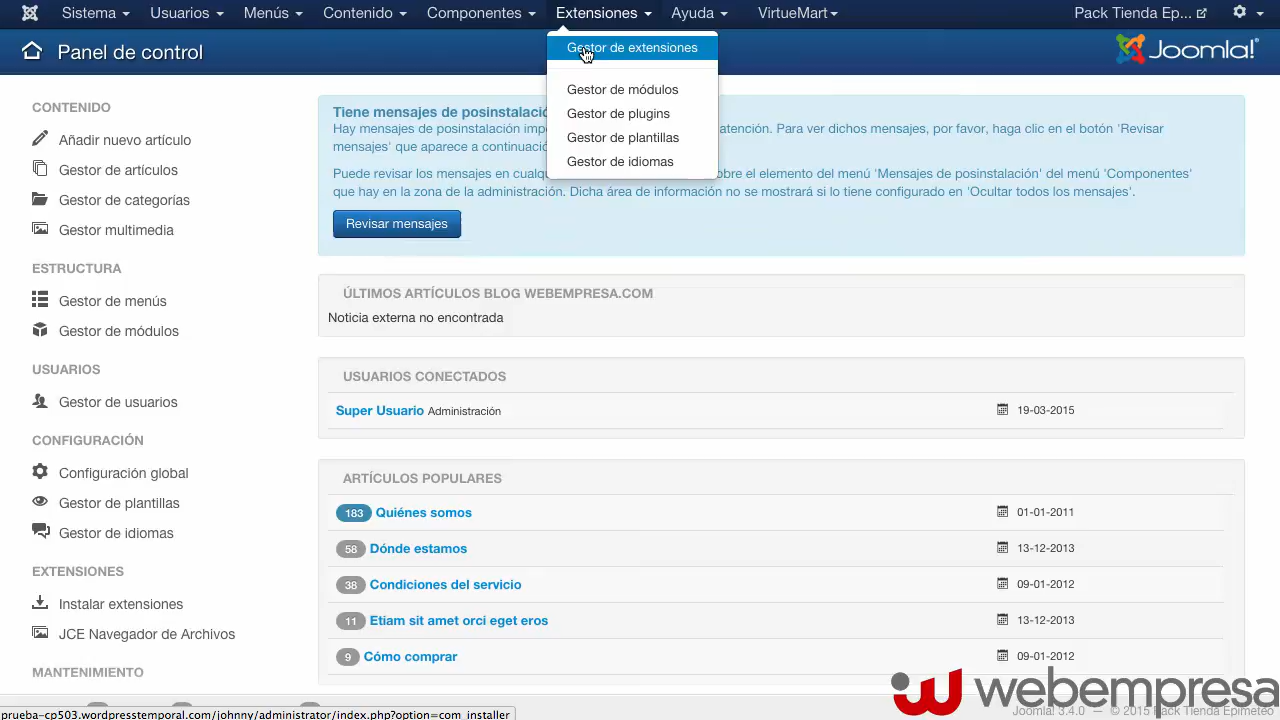 Sistema Usuarios Menús Contenido Componentes Extensiones Ayuda VirtueMart Pack Tienda Ep...
Panel de control
Joomla!®
Gestor de extensiones
Gestor de módulos
Gestor de plugins
Gestor de plantillas
Gestor de idiomas
CONTENIDO
Añadir nuevo artículo
Gestor de artículos
Gestor de categorías
Gestor multimedia
ESTRUCTURA
Gestor de menús
Gestor de módulos
USUARIOS
Gestor de usuarios
CONFIGURACIÓN
Configuración global
Gestor de plantillas
Gestor de idiomas
EXTENSIONES
Instalar extensiones
JCE Navegador de Archivos
MANTENIMIENTO
Tiene mensajes de
Hay mensajes de posinstalación atención. Para ver dichos mensajes, por favor, haga clic en el botón 'Revisar
mensajes' que aparece a
Puede revisar los mensajes en el elemento del menú 'Mensajes de posinstalación' del menú 'Componentes'
que hay en la zona de la administración. Dicha área de información no se mostrará si lo tiene configurado en 'Ocultar todos los mensajes'.
Revisar mensajes
ÚLTIMOS ARTÍCULOS BLOG WEBEMPRESA.COM
Noticia externa no encontrada
USUARIOS CONECTADOS
Super Usuario Administración 19-03-2015
ARTÍCULOS POPULARES
183 Quiénes somos 01-01-2011
58 Dónde estamos 13-12-2013
38 Condiciones del servicio 09-01-2012
11 Etiam sit amet orci eget eros 13-12-2013
9 Cómo comprar 09-01-2012
webempresa
Joomla! 3.4.0 — © 2015 Pack Tienda Epimeteo
prueba-cp503.wordpresstemporal.com/johnny/administrator/index.php?option=com_installer